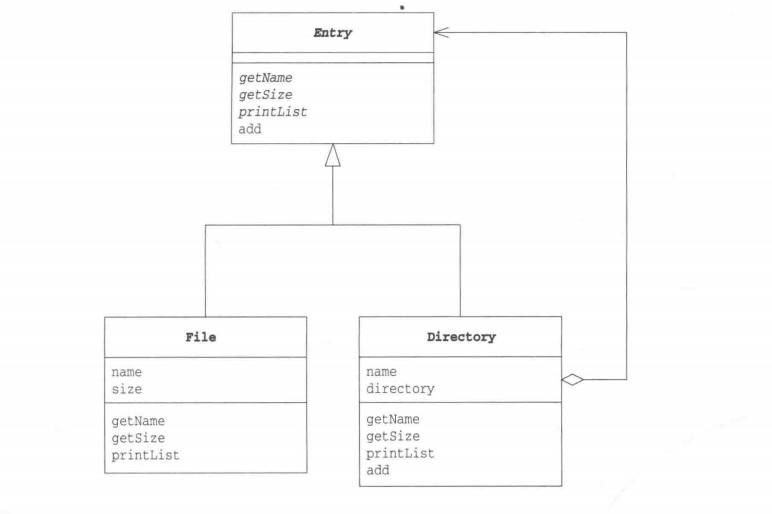 Entry
getName
getSize
printList
add
File
name
size
getName
getSize
printList
Directory
name
directory
getName
getSize
printList
add